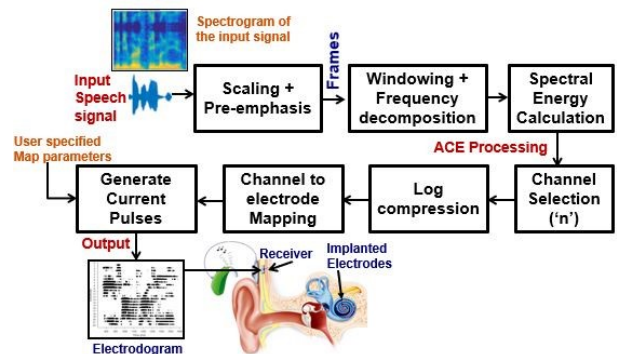 Spectrogram of
the input signal
Input
Speech
signal
Scaling +
Pre-emphasis
Frames
Windowing +
Frequency
decomposition
Spectral
Energy
Calculation
ACE Processing
User specified
Map parameters
Generate
Current
Pulses
Channel to
electrode
Mapping
Log
compression
Channel
Selection
('n')
Output
Receiver
Implanted
Electrodes
Electrodogram